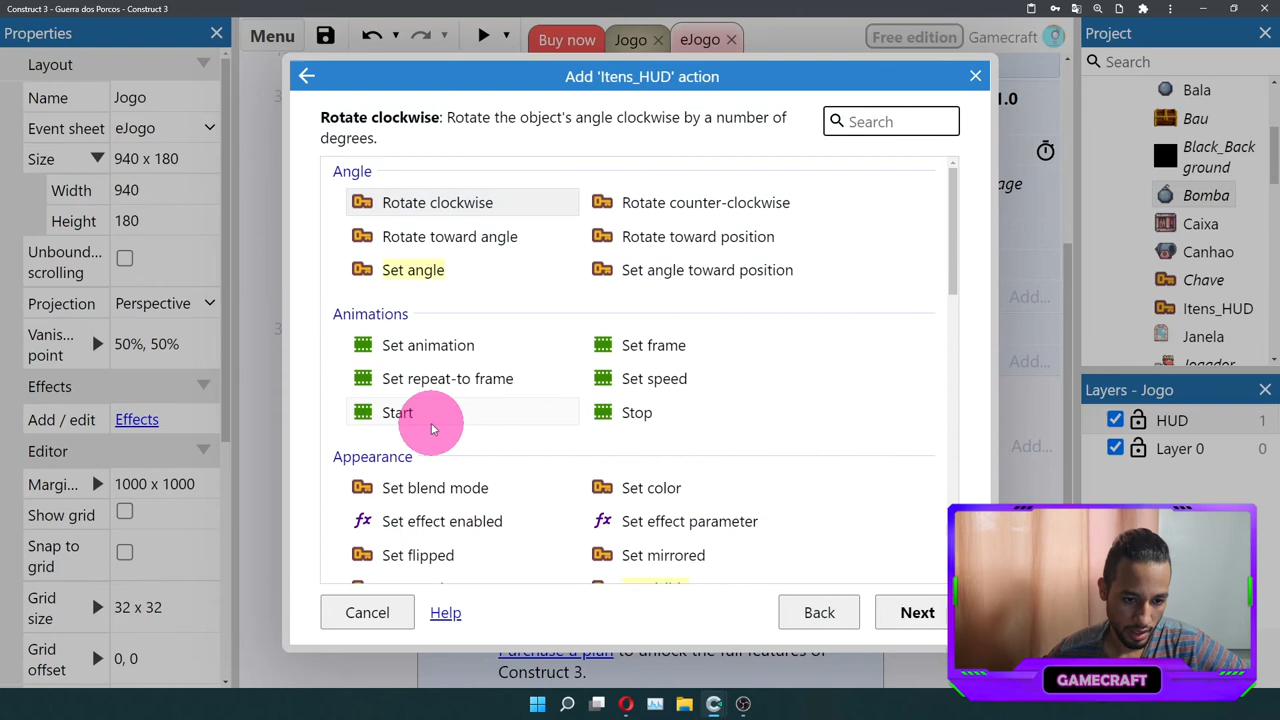 Construct 3 - Guerra dos Porcos - Construct 3
Properties
Menu
Buy now
Jogo
eJogo
Free edition
Gamecraft
Project
Layout
Name
Jogo
Event sheet
eJogo
Size
940 x 180
Width
940
Height
180
Unbound... scrolling
Projection
Perspective
Vanis... point
50%, 50%
Effects
Add / edit
Effects
Editor
Margi...
1000 x 1000
Show grid
Snap to grid
Grid size
32 x 32
Grid offset
0, 0
Add 'Itens_HUD' action
Rotate clockwise: Rotate the object's angle clockwise by a number of
degrees.
Search
Angle
Rotate clockwise
Rotate counter-clockwise
Rotate toward angle
Rotate toward position
Set angle
Set angle toward position
Animations
Set animation
Set frame
Set repeat-to frame
Set speed
Start
Stop
Appearance
Set blend mode
Set color
Set effect enabled
Set effect parameter
Set flipped
Set mirrored
Cancel
Help
Back
Next
Purchase a plan to unlock the full features of
Construct 3.
1.0
age
Add...
Add...
Add...
Search
Bala
Bau
Black_Back
ground
Bomba
Caixa
Canhao
Chave
Itens_HUD
Janela
Layers - Jogo
HUD
1
Layer 0
0
GAMECRAFT